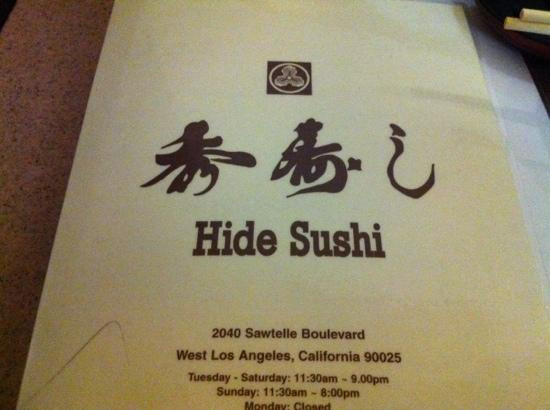 秀寿し
Hide Sushi
2040 Sawtelle Boulevard
West Los Angeles, California 90025
Tuesday - Saturday: 11:30am ~ 9.00pm
Sunday: 11:30am ~ 8:00pm
Monday: Closed